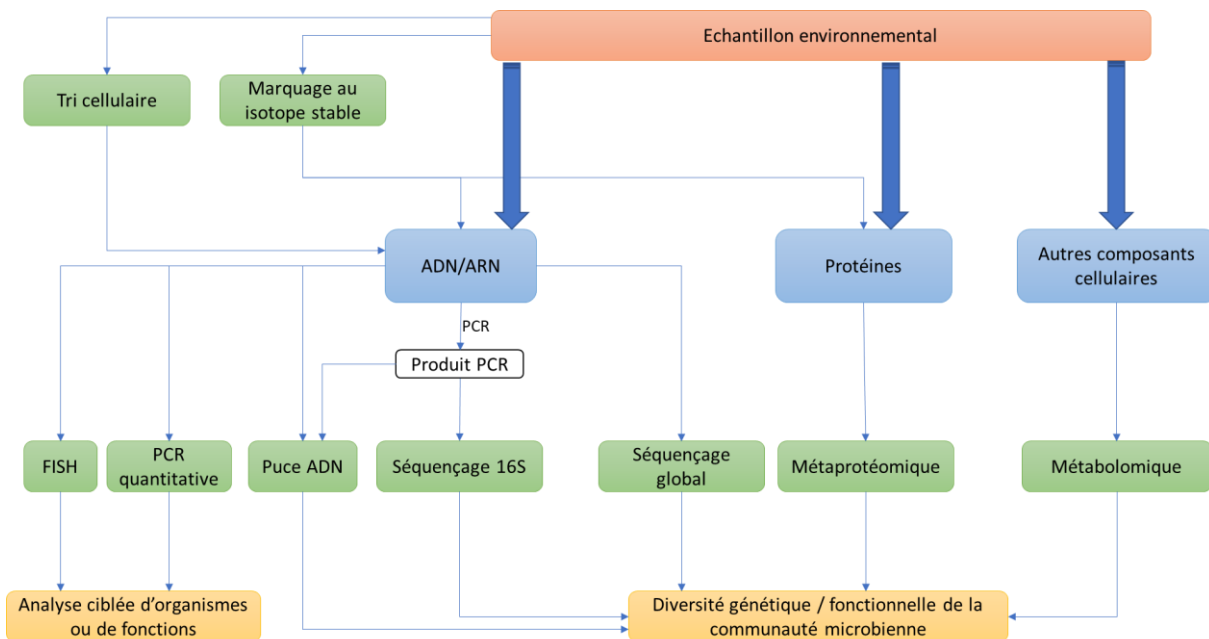 Echantillon environnemental
Tri cellulaire
Marquage au
isotope stable
ADN/ARN
Protéines
Autres composants
cellulaires
PCR
Produit PCR
FISH
PCR
quantitative
Puce ADN
Séquençage 16S
Séquençage
global
Métaprotéomique
Métabolomique
Analyse ciblée d'organismes
ou de fonctions
Diversité génétique / fonctionnelle de la
communauté microbienne